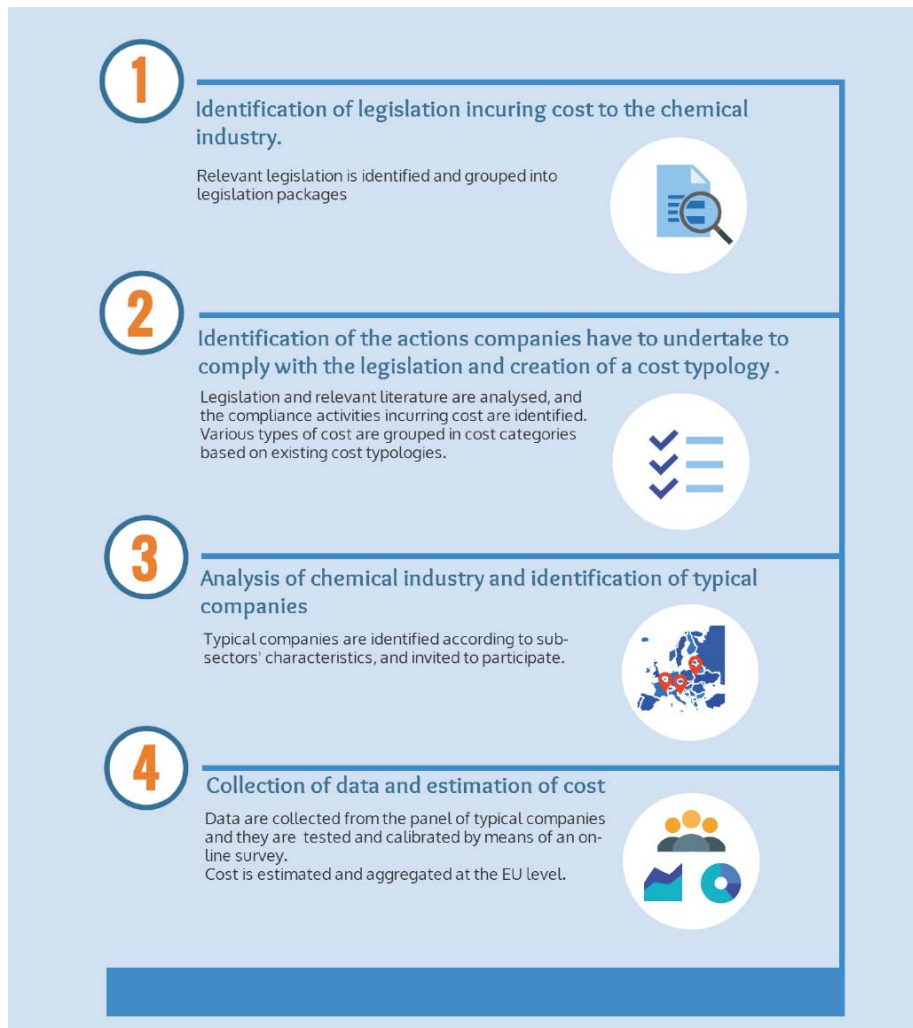 1
Identification of legislation incuring cost to the chemical
industry.
Relevant legislation is identified and grouped into
legislation packages
2
Identification of the actions companies have to undertake to
comply with the legislation and creation of a cost typology .
Legislation and relevant literature are analysed, and
the compliance activities incurring cost are identified.
Various types of cost are grouped in cost categories
based on existing cost typologies.
3
Analysis of chemical industry and identification of typical
companies
Typical companies are identified according to sub-
sectors' characteristics, and invited to participate.
4
Collection of data and estimation of cost
Data are collected from the panel of typical companies
and they are tested and calibrated by means of an on-
line survey.
Cost is estimated and aggregated at the EU level.